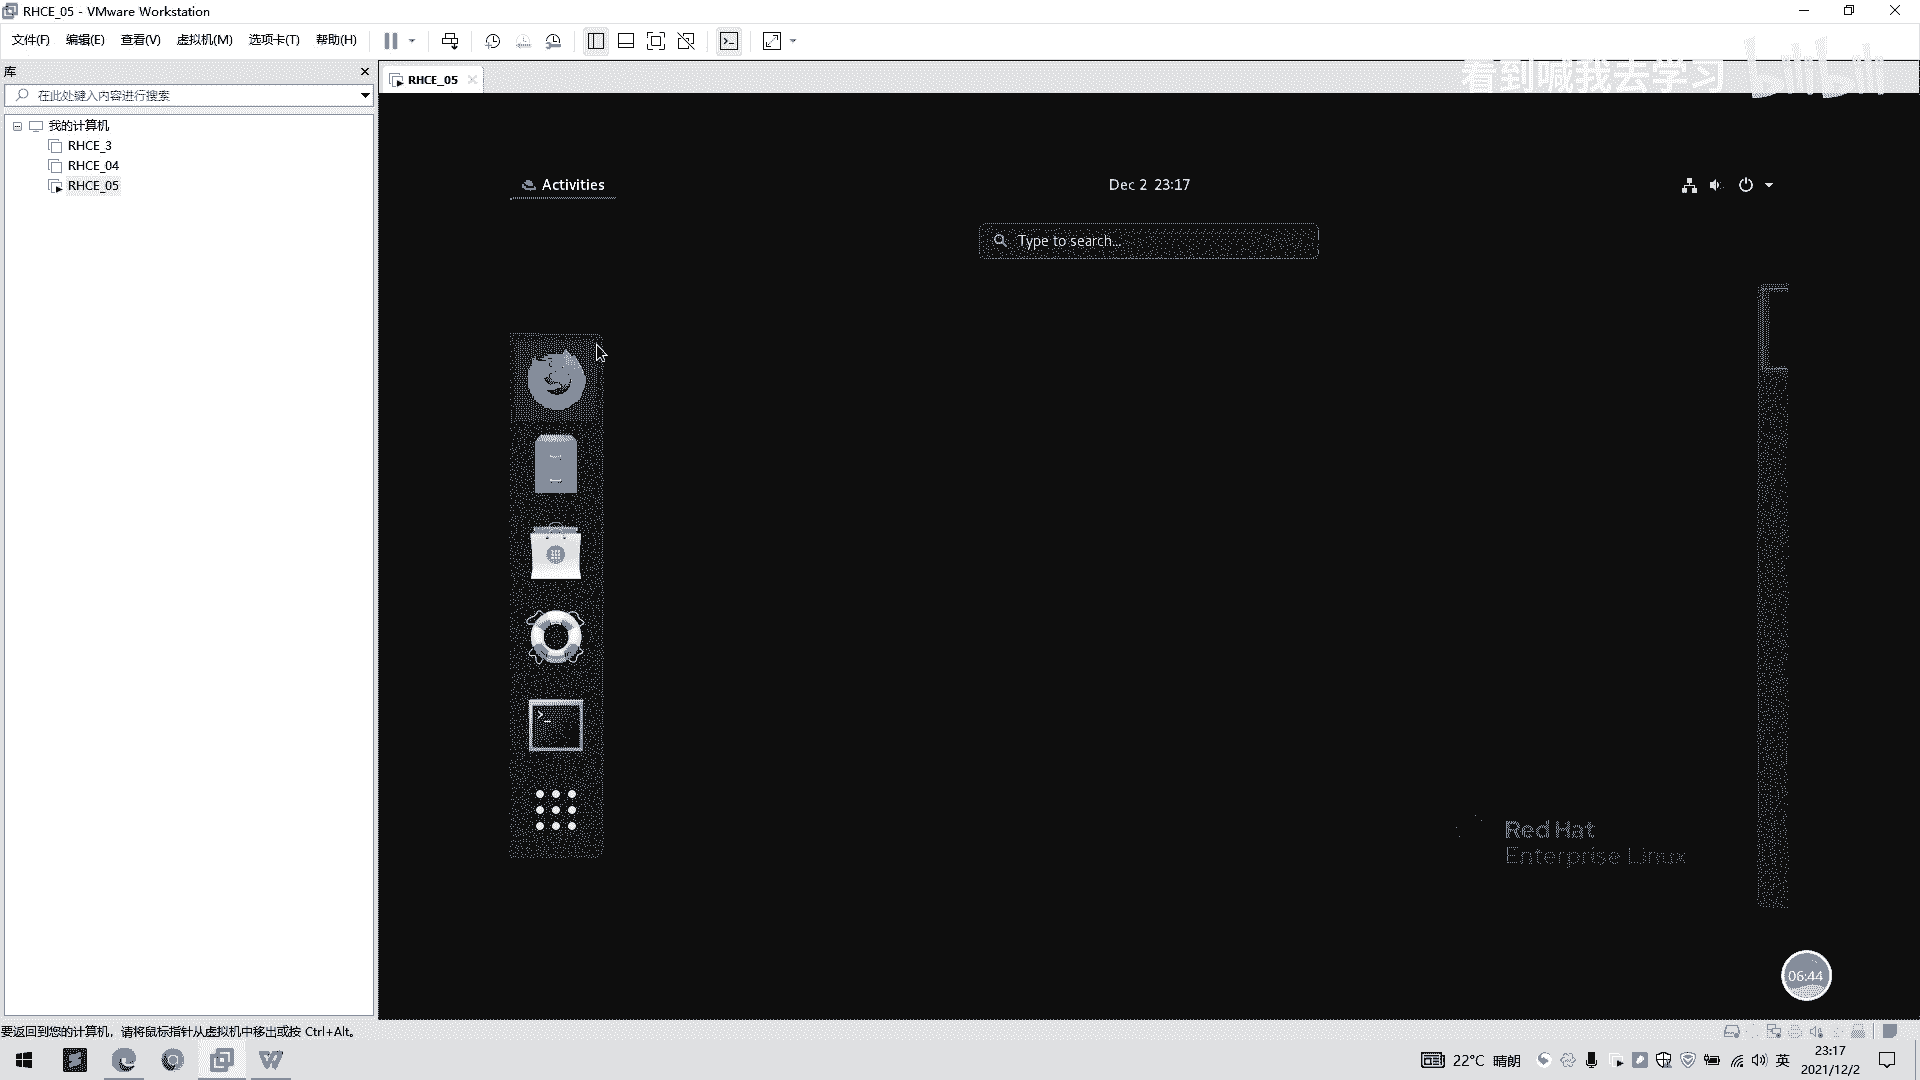 RHCE_05 - VMware Workstation
文件(F) 编辑(E) 查看(V) 虚拟机(M) 选项卡(T) 帮助(H)
库
RHCE_05
看到喊我去学习 bilibili
在此处键入内容进行搜索
我的计算机
RHCE_3
RHCE_04
RHCE_05
Activities
Dec 2 23:17
Type to search...
Red Hat
Enterprise Linux
06:44
要返回到您的计算机，请将鼠标指针从虚拟机中移出或按 Ctrl+Alt。
22°C 晴朗
英
23:17
2021/12/2